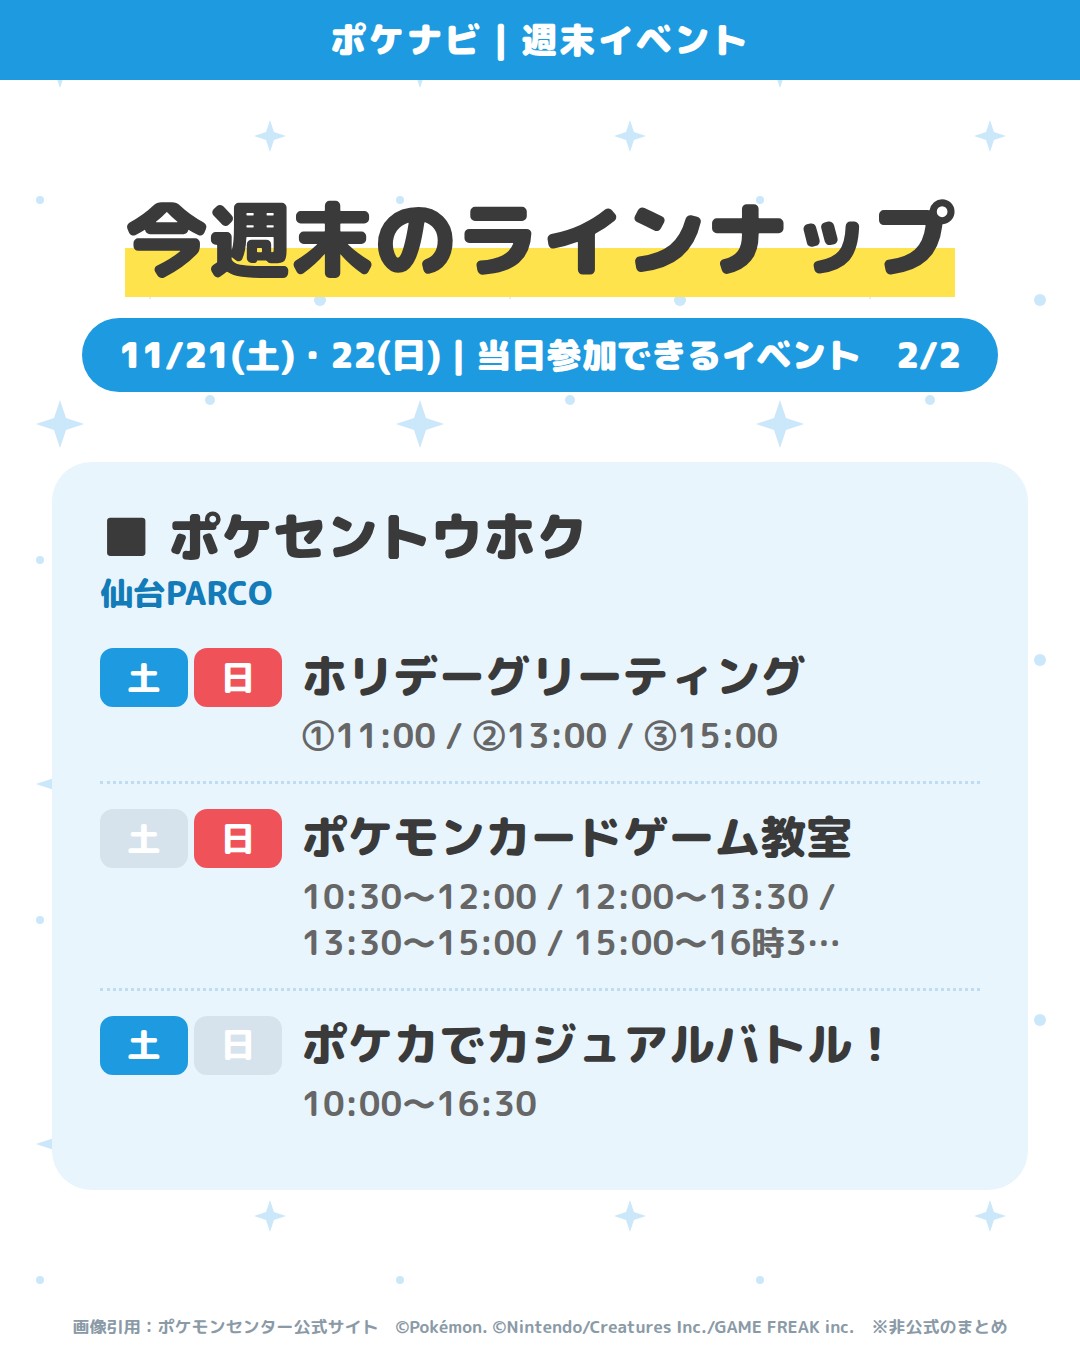 ポケナビ | 週末イベント
今週末のラインナップ
11/21(土)・22(日) | 当日参加できるイベント　2/2
■ ポケセントウホク
仙台PARCO
土 日 ホリデーグリーティング
①11:00 / ②13:00 / ③15:00
土 日 ポケモンカードゲーム教室
10:30〜12:00 / 12:00〜13:30 /
13:30〜15:00 / 15:00〜16時3…
土 日 ポケカでカジュアルバトル！
10:00〜16:30
画像引用：ポケモンセンター公式サイト　©Pokémon. ©Nintendo/Creatures Inc./GAME FREAK inc.　※非公式のまとめ